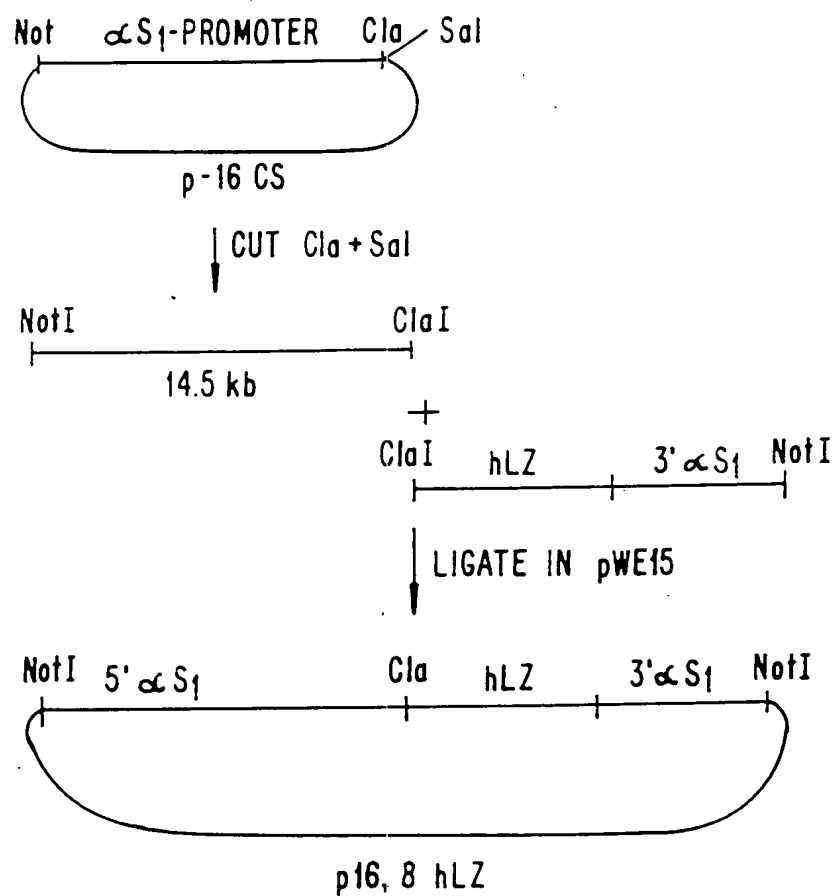 Not αS1-PROMOTER Cla Sal
p-16 CS
CUT Cla + Sal
NotI ClaI
14.5 kb
+
ClaI hLZ 3' αS1 NotI
LIGATE IN pWE15
NotI 5' αS1 Cla hLZ 3' αS1 NotI
p16, 8 hLZ